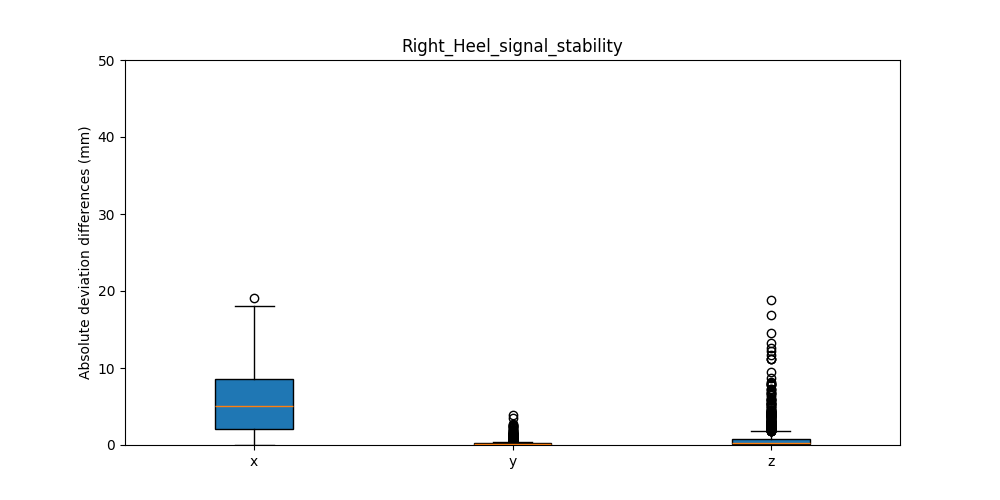 Right_Heel_signal_stability
Absolute deviation differences (mm)
50
40
30
20
10
0
x
y
z